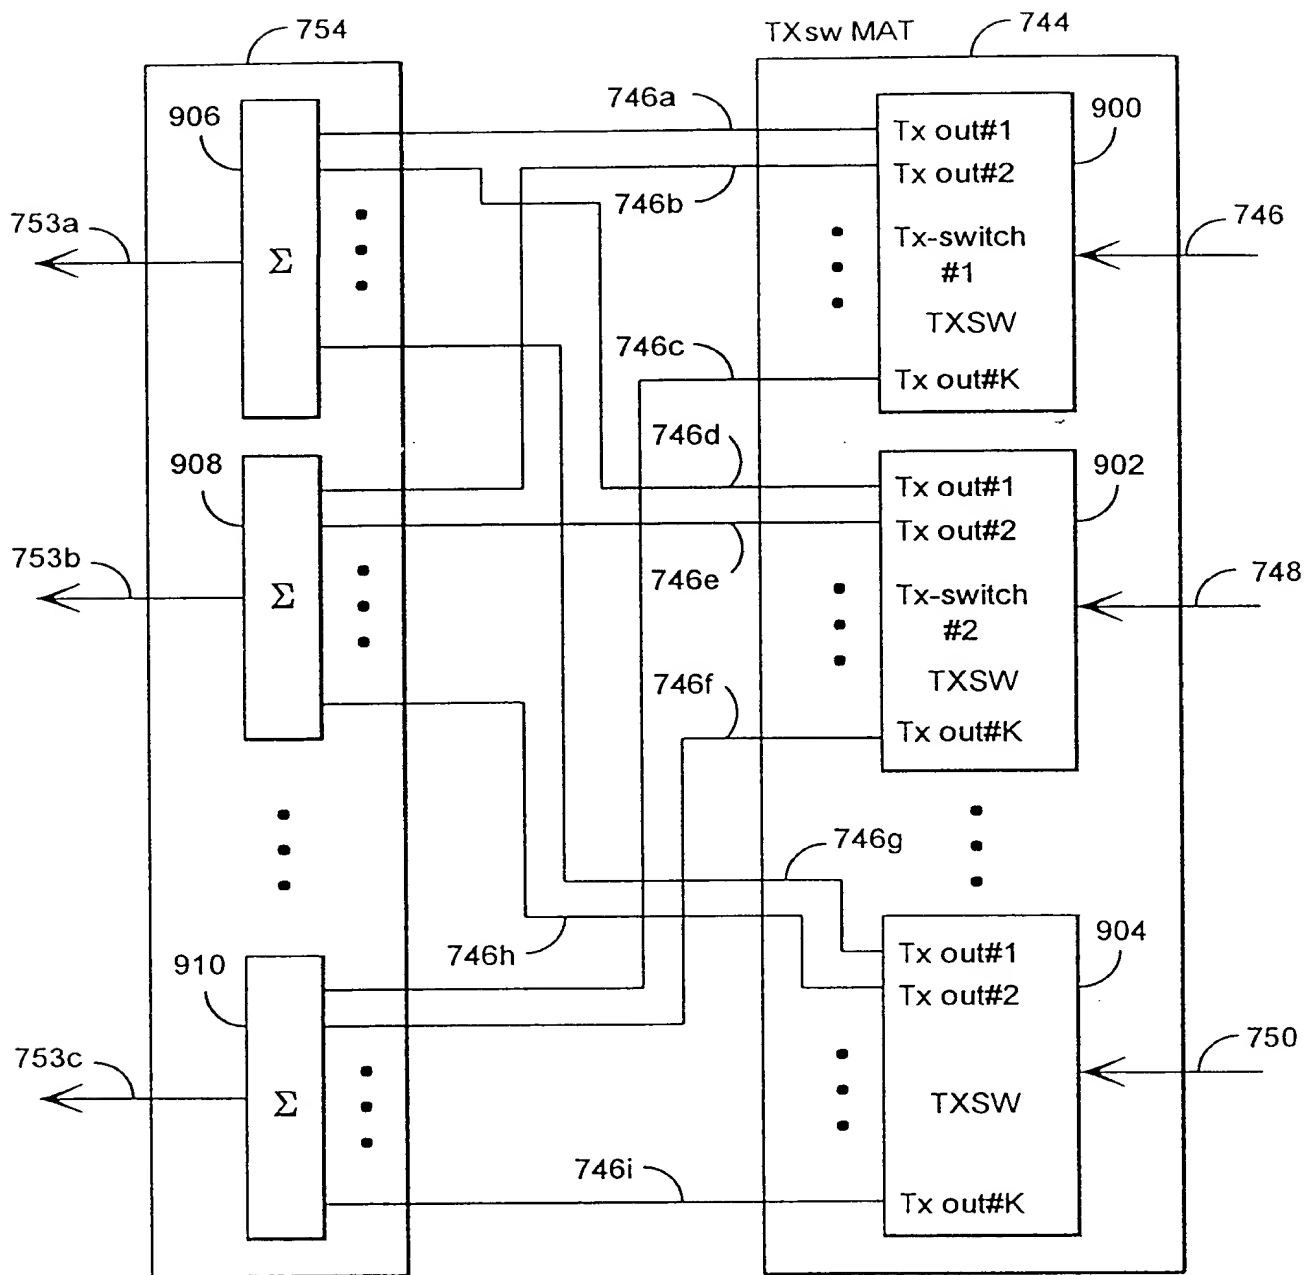 754
TXsw MAT
744
906
746a
Tx out#1
900
Tx out#2
746b
753a
Σ
Tx-switch
#1
746
TXSW
746c
Tx out#K
746d
908
Tx out#1
902
Tx out#2
753b
746e
Σ
Tx-switch
#2
748
TXSW
746f
Tx out#K
746g
746h
904
910
Tx out#1
Tx out#2
753c
750
Σ
TXSW
746i
Tx out#K